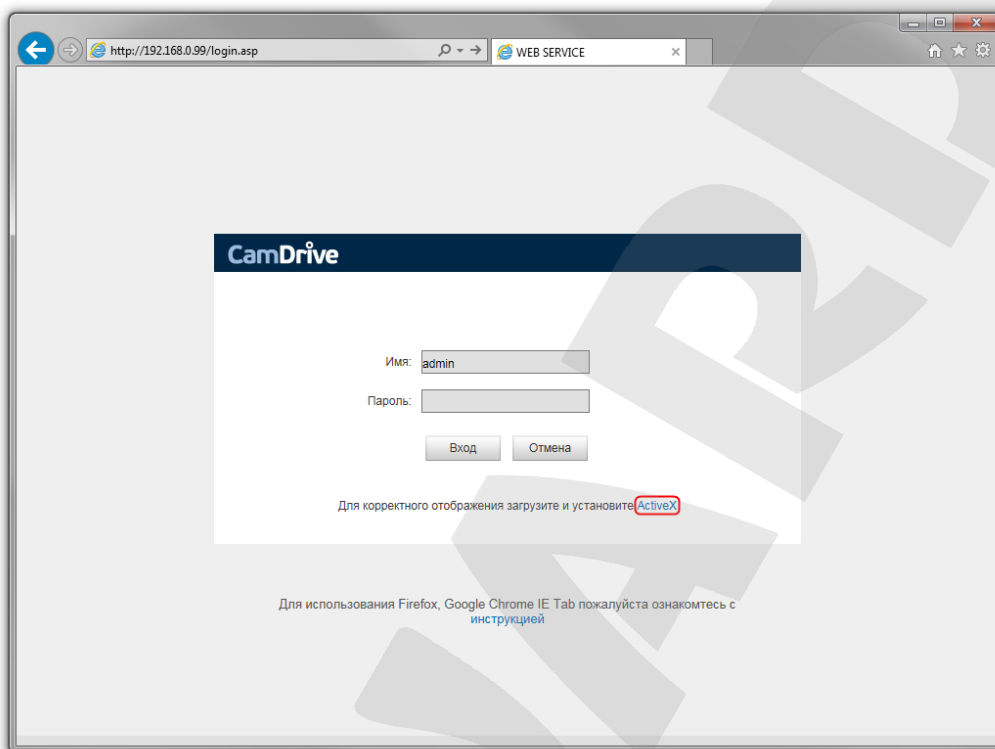 http://192.168.0.99/login.asp
WEB SERVICE
CamDrive
Имя:
admin
Пароль:
Вход
Отмена
Для корректного отображения загрузите и установите ActiveX
Для использования Firefox, Google Chrome IE Tab пожалуйста ознакомтесь с
инструкцией